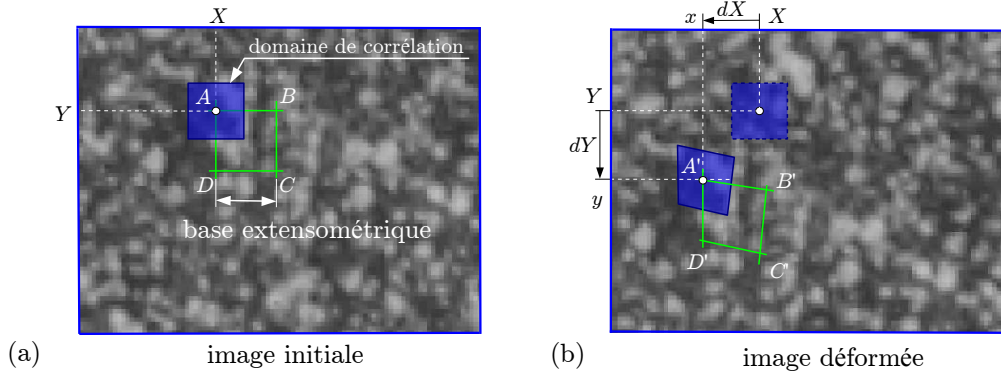 X
domaine de corrélation
Y
A
B
D
C
base extensométrique
(a)
image initiale
x
dX
X
Y
dY
y
A'
B'
D'
C'
(b)
image déformée